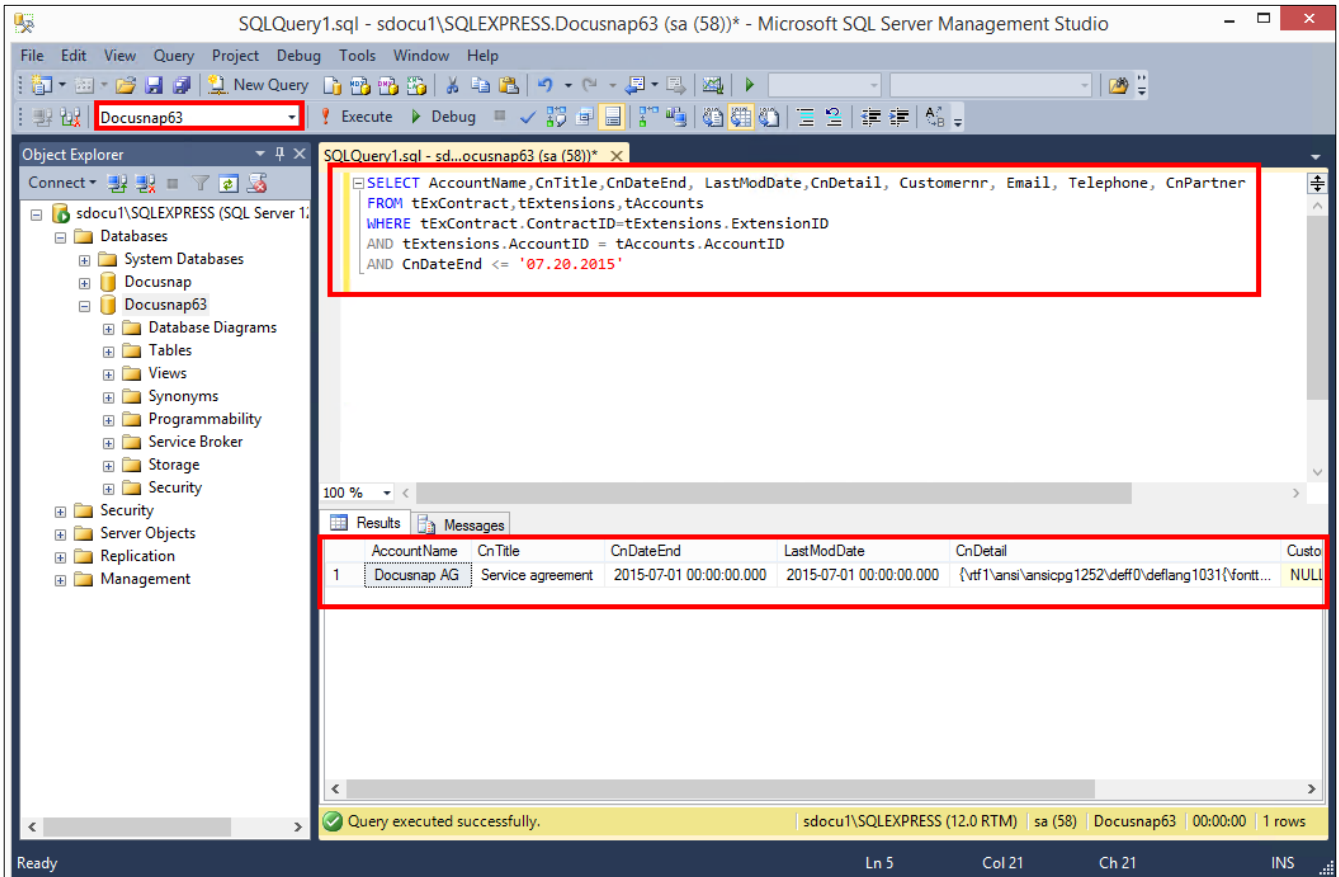 SQLQuery1.sql - sdocu1\SQLEXPRESS.Docusnap63 (sa (58))* - Microsoft SQL Server Management Studio
File Edit View Query Project Debug Tools Window Help
New Query
Docusnap63
Execute Debug
Object Explorer
Connect
sdocu1\SQLEXPRESS (SQL Server 12
Databases
System Databases
Docusnap
Docusnap63
Database Diagrams
Tables
Views
Synonyms
Programmability
Service Broker
Storage
Security
Security
Server Objects
Replication
Management
SQLQuery1.sql - sd...ocusnap63 (sa (58))*
SELECT AccountName,CnTitle,CnDateEnd, LastModDate,CnDetail, Customernr, Email, Telephone, CnPartner
FROM tExContract,tExtensions,tAccounts
WHERE tExContract.ContractID=tExtensions.ExtensionID
AND tExtensions.AccountID = tAccounts.AccountID
AND CnDateEnd <= '07.20.2015'
100 %
Results Messages
AccountName CnTitle CnDateEnd LastModDate CnDetail Custo
1 Docusnap AG Service agreement 2015-07-01 00:00:00.000 2015-07-01 00:00:00.000 {\rtf1\ansi\ansicpg1252\deff0\deflang1031{\fontt... NULL
Query executed successfully. sdocu1\SQLEXPRESS (12.0 RTM) sa (58) Docusnap63 00:00:00 1 rows
Ready Ln 5 Col 21 Ch 21 INS